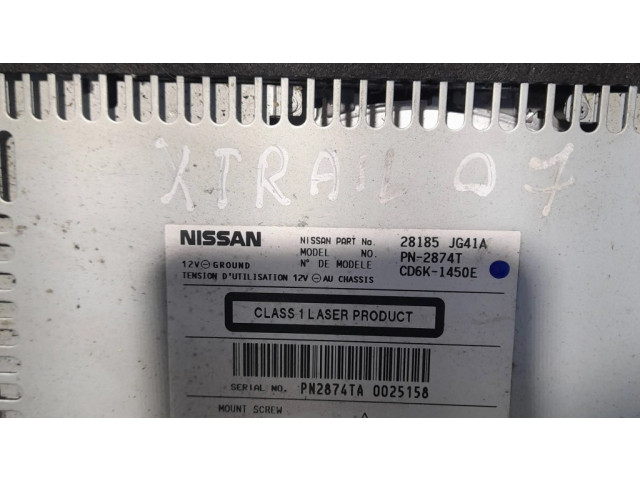 XTRAIL 07
NISSAN NISSAN PART No. 28185 JG41A
MODEL NO. PN-2874T
12V⊖GROUND N° DE MODELE CD6K-1450E
TENSION D'UTILISATION 12V ⊖ AU CHASSIS
CLASS 1 LASER PRODUCT
SERIAL NO. PN2874TA 0025158
MOUNT SCREW